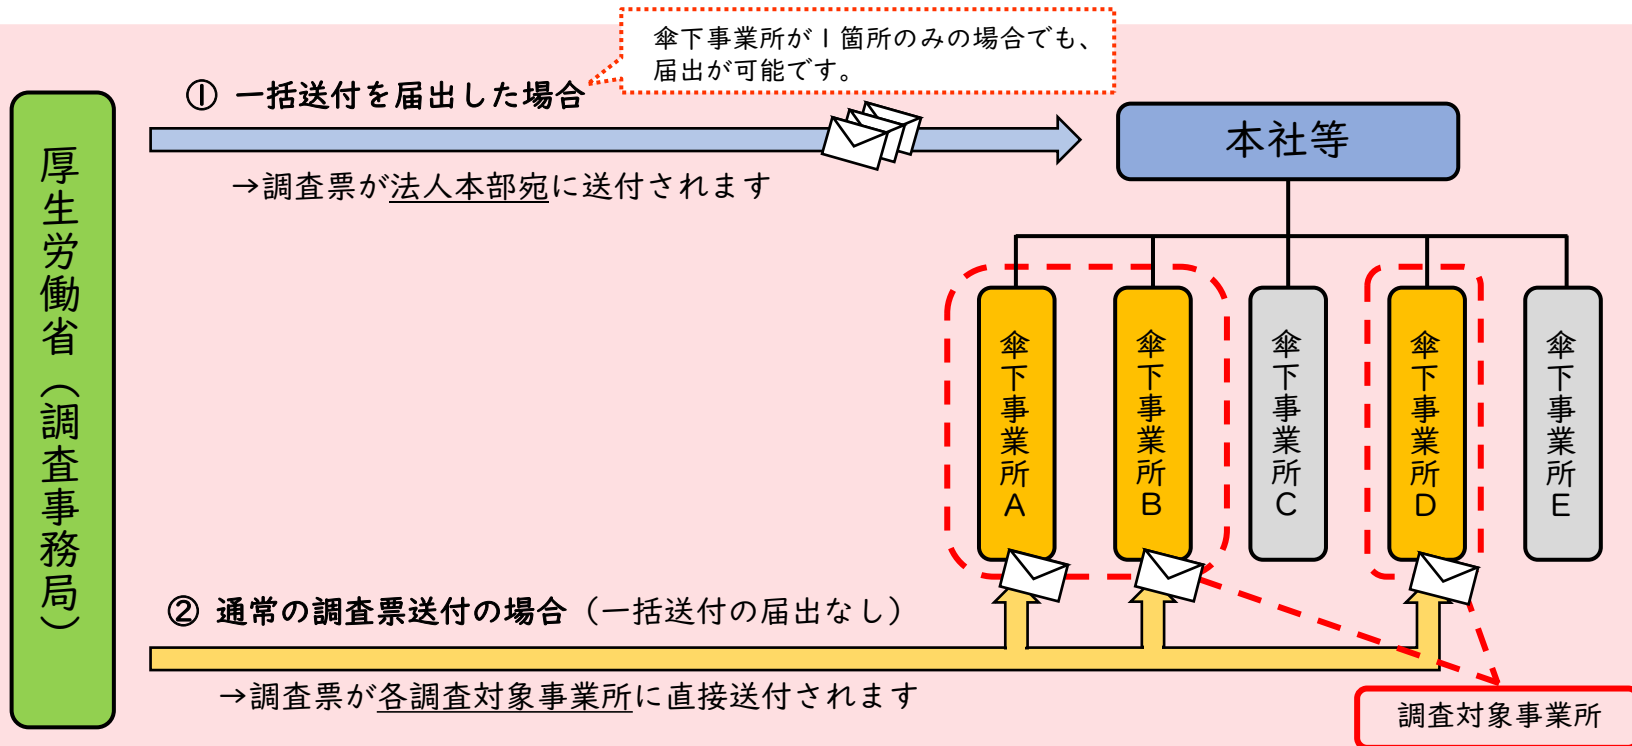 傘下事業所が1箇所のみの場合でも、
届出が可能です。
① 一括送付を届出した場合
→調査票が法人本部宛に送付されます
本社等
厚生労働省（調査事務局）
傘下事業所A
傘下事業所B
傘下事業所C
傘下事業所D
傘下事業所E
② 通常の調査票送付の場合（一括送付の届出なし）
→調査票が各調査対象事業所に直接送付されます
調査対象事業所